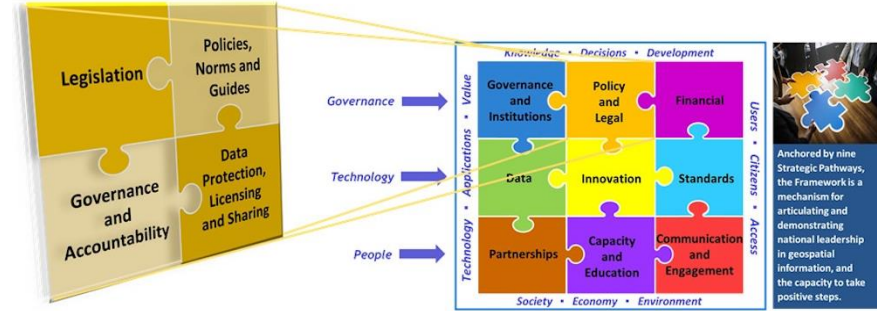 Legislation
Policies,
Norms and
Guides
Governance
and
Accountability
Data
Protection,
Licensing
and Sharing
Governance
Technology
People
Knowledge • Decisions • Development
Technology • Applications • Value
Governance
and
Institutions
Policy
and
Legal
Financial
Data
Innovation
Standards
Partnerships
Capacity
and
Education
Communication
and
Engagement
Users • Citizens • Access
Society • Economy • Environment
Anchored by nine
Strategic Pathways,
the Framework is a
mechanism for
articulating and
demonstrating
national leadership
in geospatial
information, and
the capacity to take
positive steps.